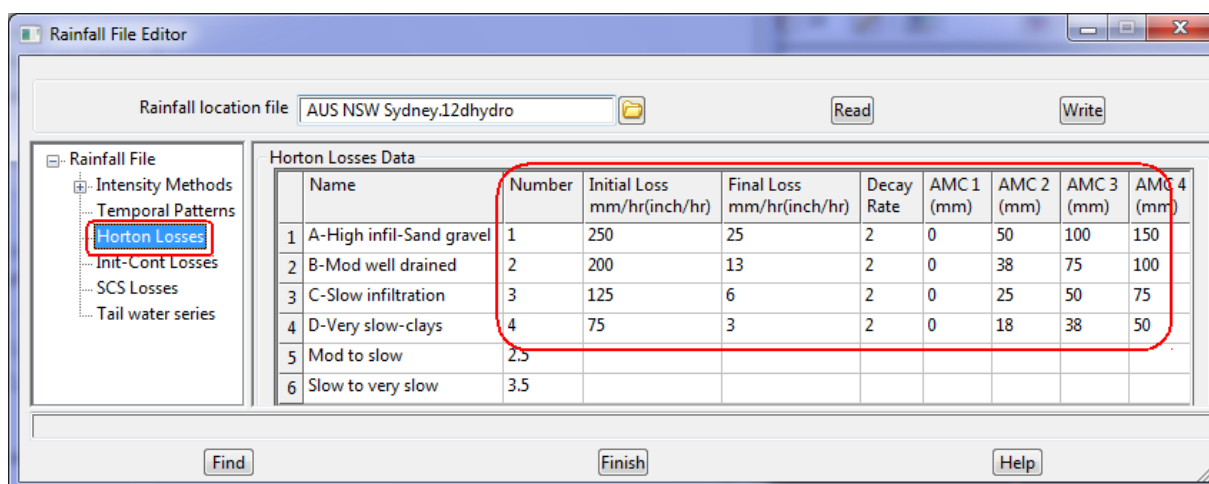 Rainfall File Editor
Rainfall location file AUS NSW Sydney.12dhydro Read Write
Rainfall File
Intensity Methods
Temporal Patterns
Horton Losses
Init-Cont Losses
SCS Losses
Tail water series
Horton Losses Data
Name Number Initial Loss mm/hr(inch/hr) Final Loss mm/hr(inch/hr) Decay Rate AMC 1 (mm) AMC 2 (mm) AMC 3 (mm) AMC 4 (mm)
1 A-High infil-Sand gravel 1 250 25 2 0 50 100 150
2 B-Mod well drained 2 200 13 2 0 38 75 100
3 C-Slow infiltration 3 125 6 2 0 25 50 75
4 D-Very slow-clays 4 75 3 2 0 18 38 50
5 Mod to slow 2.5
6 Slow to very slow 3.5
Find Finish Help